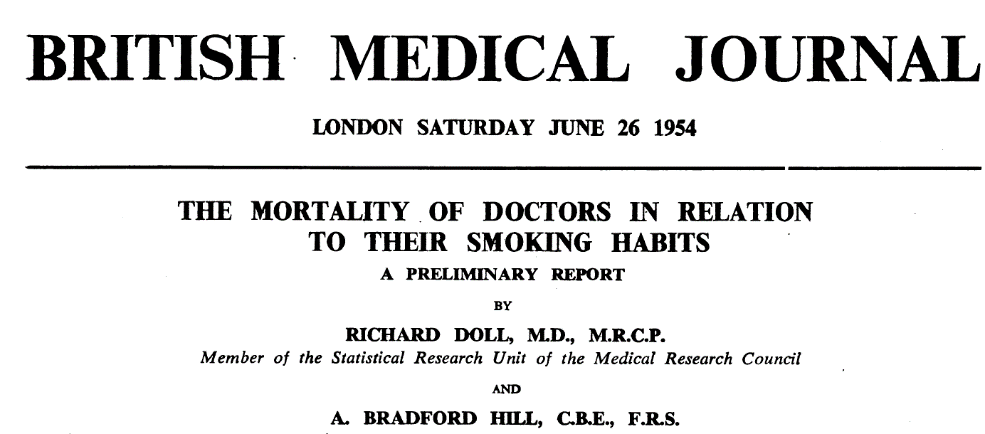 BRITISH MEDICAL JOURNAL
LONDON SATURDAY JUNE 26 1954
THE MORTALITY OF DOCTORS IN RELATION
TO THEIR SMOKING HABITS
A PRELIMINARY REPORT
BY
RICHARD DOLL, M.D., M.R.C.P.
Member of the Statistical Research Unit of the Medical Research Council
AND
A. BRADFORD HILL, C.B.E., F.R.S.